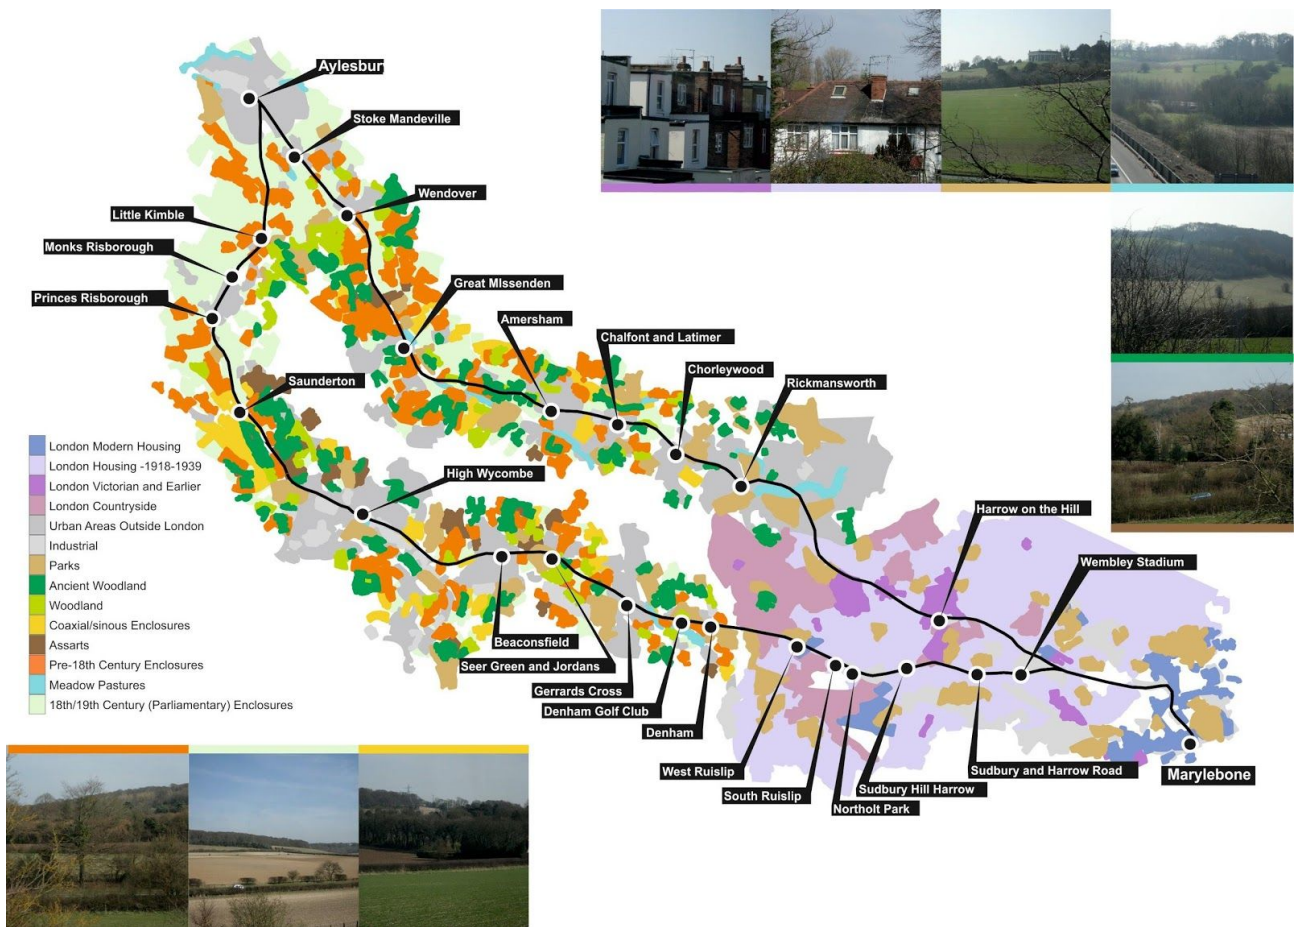 Aylesbur
Stoke Mandeville
Wendover
Little Kimble
Monks Risborough
Princes Risborough
Great MIssenden
Amersham
Chalfont and Latimer
Chorleywood
Rickmansworth
Saunderton
High Wycombe
Harrow on the Hill
Wembley Stadium
Beaconsfield
Seer Green and Jordans
Gerrards Cross
Denham Golf Club
Denham
West Ruislip
South Ruislip
Northolt Park
Sudbury Hill Harrow
Sudbury and Harrow Road
Marylebone
London Modern Housing
London Housing -1918-1939
London Victorian and Earlier
London Countryside
Urban Areas Outside London
Industrial
Parks
Ancient Woodland
Woodland
Coaxial/sinous Enclosures
Assarts
Pre-18th Century Enclosures
Meadow Pastures
18th/19th Century (Parliamentary) Enclosures